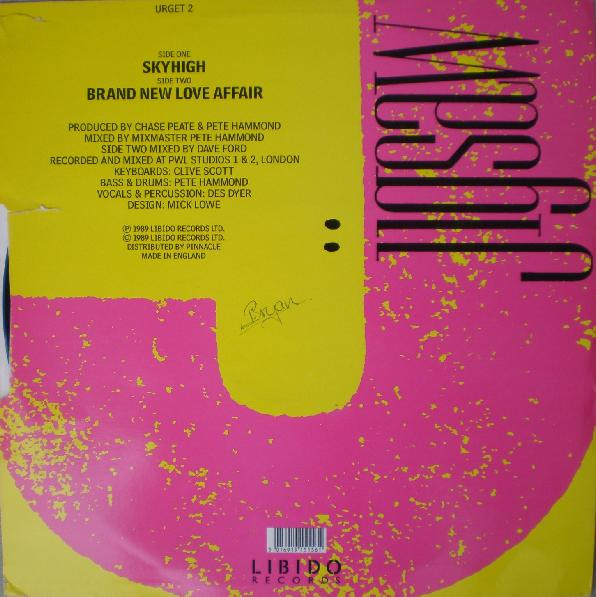 URGET 2
SIDE ONE
SKYHIGH
SIDE TWO
BRAND NEW LOVE AFFAIR
PRODUCED BY CHASE PEATE & PETE HAMMOND
MIXED BY MIXMASTER PETE HAMMOND
SIDE TWO MIXED BY DAVE FORD
RECORDED AND MIXED AT PWL STUDIOS 1 & 2, LONDON
KEYBOARDS: CLIVE SCOTT
BASS & DRUMS: PETE HAMMOND
VOCALS & PERCUSSION: DES DYER
DESIGN: MICK LOWE
℗ 1989 LIBIDO RECORDS LTD.
© 1989 LIBIDO RECORDS LTD.
DISTRIBUTED BY PINNACLE
MADE IN ENGLAND
JIGSAW
Bryan
LIBIDO
RECORDS